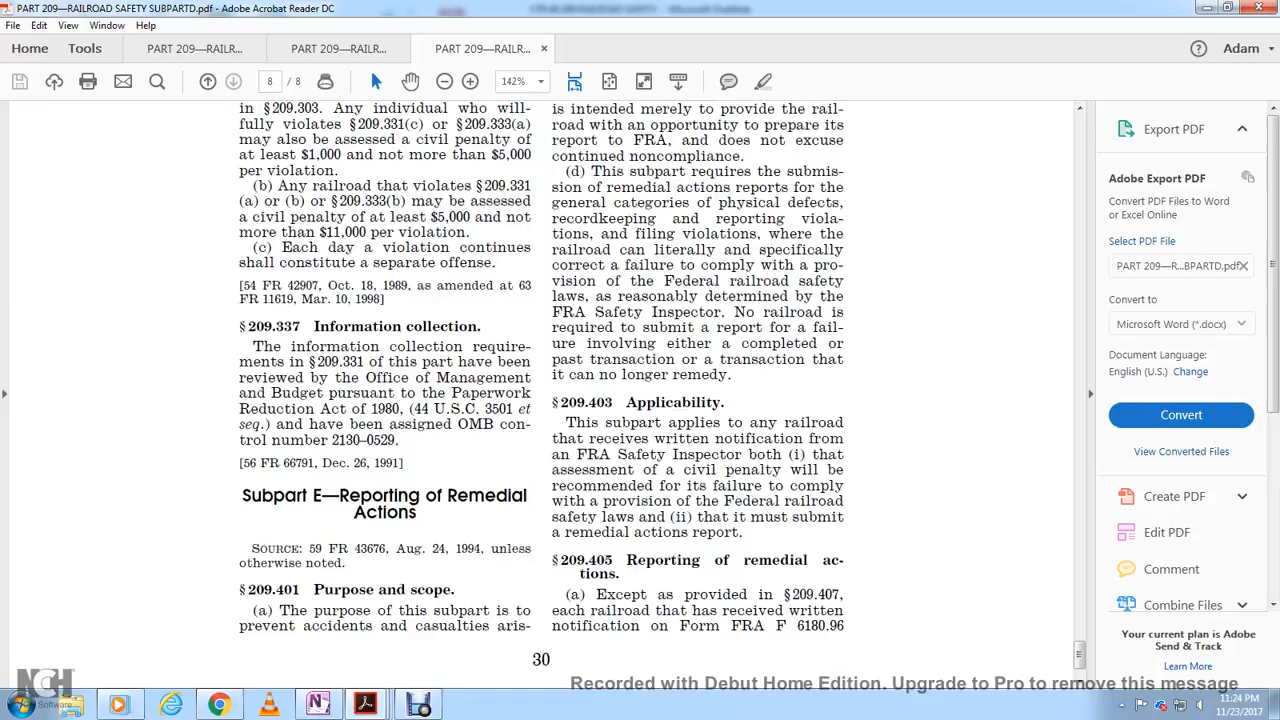 PART 209—RAILROAD SAFETY SUBPARTD.pdf - Adobe Acrobat Reader DC
File Edit View Window Help
Home Tools PART 209—RAILR... PART 209—RAILR... PART 209—RAILR... × Adam
8 / 8 142%
in §209.303. Any individual who will-
fully violates §209.331(c) or §209.333(a)
may also be assessed a civil penalty of
at least $1,000 and not more than $5,000
per violation.
(b) Any railroad that violates §209.331
(a) or (b) or §209.333(b) may be assessed
a civil penalty of at least $5,000 and not
more than $11,000 per violation.
(c) Each day a violation continues
shall constitute a separate offense.
[54 FR 42907, Oct. 18, 1989, as amended at 63
FR 11619, Mar. 10, 1998]
§209.337 Information collection.
The information collection require-
ments in §209.331 of this part have been
reviewed by the Office of Management
and Budget pursuant to the Paperwork
Reduction Act of 1980, (44 U.S.C. 3501 et
seq.) and have been assigned OMB con-
trol number 2130–0529.
[56 FR 66791, Dec. 26, 1991]
Subpart E—Reporting of Remedial
Actions
SOURCE: 59 FR 43676, Aug. 24, 1994, unless
otherwise noted.
§209.401 Purpose and scope.
(a) The purpose of this subpart is to
prevent accidents and casualties aris-
is intended merely to provide the rail-
road with an opportunity to prepare its
report to FRA, and does not excuse
continued noncompliance.
(d) This subpart requires the submis-
sion of remedial actions reports for the
general categories of physical defects,
recordkeeping and reporting viola-
tions, and filing violations, where the
railroad can literally and specifically
correct a failure to comply with a pro-
vision of the Federal railroad safety
laws, as reasonably determined by the
FRA Safety Inspector. No railroad is
required to submit a report for a fail-
ure involving either a completed or
past transaction or a transaction that
it can no longer remedy.
§209.403 Applicability.
This subpart applies to any railroad
that receives written notification from
an FRA Safety Inspector both (i) that
assessment of a civil penalty will be
recommended for its failure to comply
with a provision of the Federal railroad
safety laws and (ii) that it must submit
a remedial actions report.
§209.405 Reporting of remedial ac-
tions.
(a) Except as provided in §209.407,
each railroad that has received written
notification on Form FRA F 6180.96
30
Export PDF
Adobe Export PDF
Convert PDF Files to Word
or Excel Online
Select PDF File
PART 209—R...BPARTD.pdf ×
Convert to
Microsoft Word (*.docx)
Document Language:
English (U.S.) Change
Convert
View Converted Files
Create PDF
Edit PDF
Comment
Combine Files
Your current plan is Adobe
Send & Track
Learn More
Recorded with Debut Home Edition. Upgrade to Pro to remove this message
NCH
Software
11:24 PM
11/23/2017